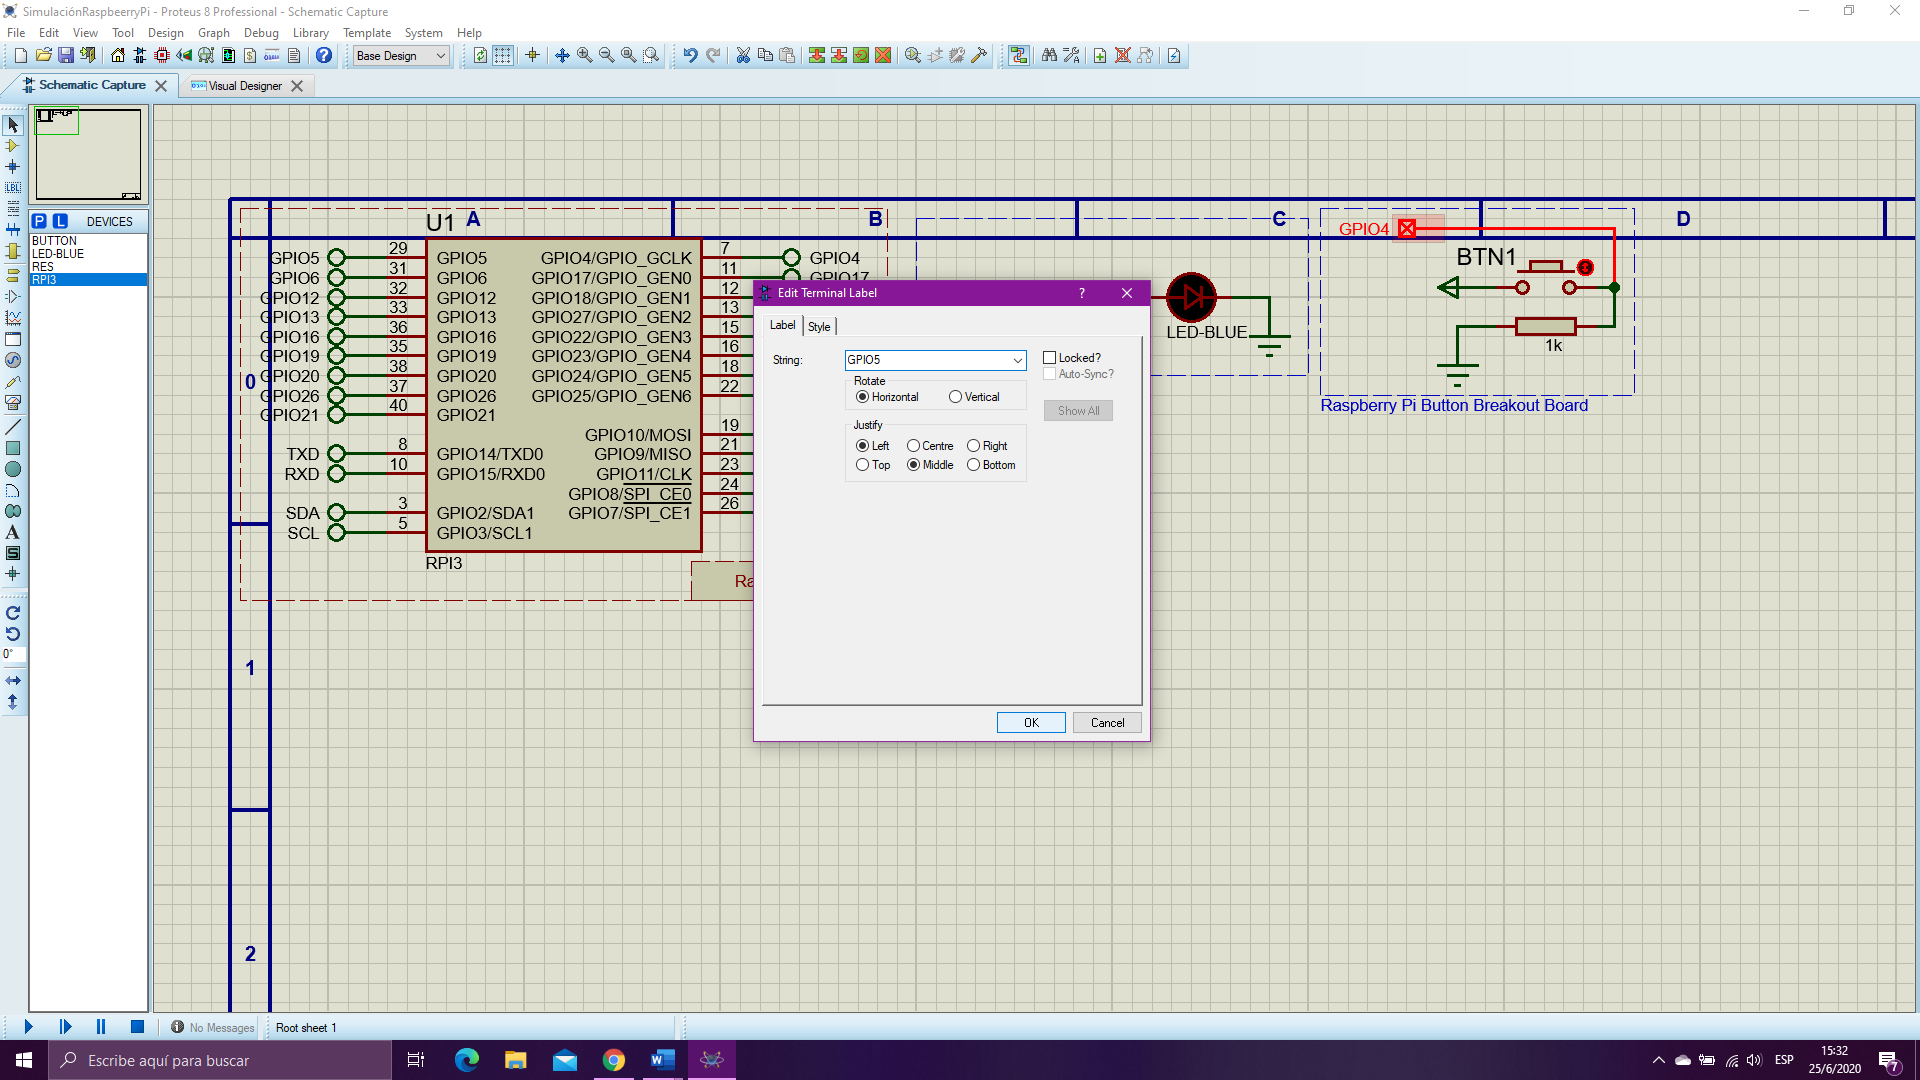 SimulaciónRaspbeerryPi - Proteus 8 Professional - Schematic Capture
File Edit View Tool Design Graph Debug Library Template System Help
Base Design
Schematic Capture
Visual Designer
P L DEVICES
BUTTON
LED-BLUE
RES
RPI3
LBL
A
S
0°
A B C D
0
1
2
U1
29 GPIO5
31 GPIO6
32 GPIO12
33 GPIO13
36 GPIO16
35 GPIO19
38 GPIO20
37 GPIO26
40 GPIO21
8 TXD
10 RXD
3 SDA
5 SCL
GPIO5 GPIO4/GPIO_GCLK
GPIO6 GPIO17/GPIO_GEN0
GPIO12 GPIO18/GPIO_GEN1
GPIO13 GPIO27/GPIO_GEN2
GPIO16 GPIO22/GPIO_GEN3
GPIO19 GPIO23/GPIO_GEN4
GPIO20 GPIO24/GPIO_GEN5
GPIO26 GPIO25/GPIO_GEN6
GPIO21
GPIO10/MOSI
GPIO14/TXD0 GPIO9/MISO
GPIO15/RXD0 GPIO11/CLK
GPIO8/SPI_CE0
GPIO2/SDA1 GPIO7/SPI_CE1
GPIO3/SCL1
RPI3
7 GPIO4
11 GPIO17
12
13
15
16
18
22
19
21
23
24
26
Ra
Edit Terminal Label ?
Label Style
String: GPIO5
Locked?
Auto-Sync?
Rotate
Horizontal Vertical
Show All
Justify
Left Centre Right
Top Middle Bottom
OK Cancel
LED-BLUE
GPIO4
BTN1
1k
Raspberry Pi Button Breakout Board
No Messages
Root sheet 1
Escribe aquí para buscar
ESP
15:32
25/6/2020
7